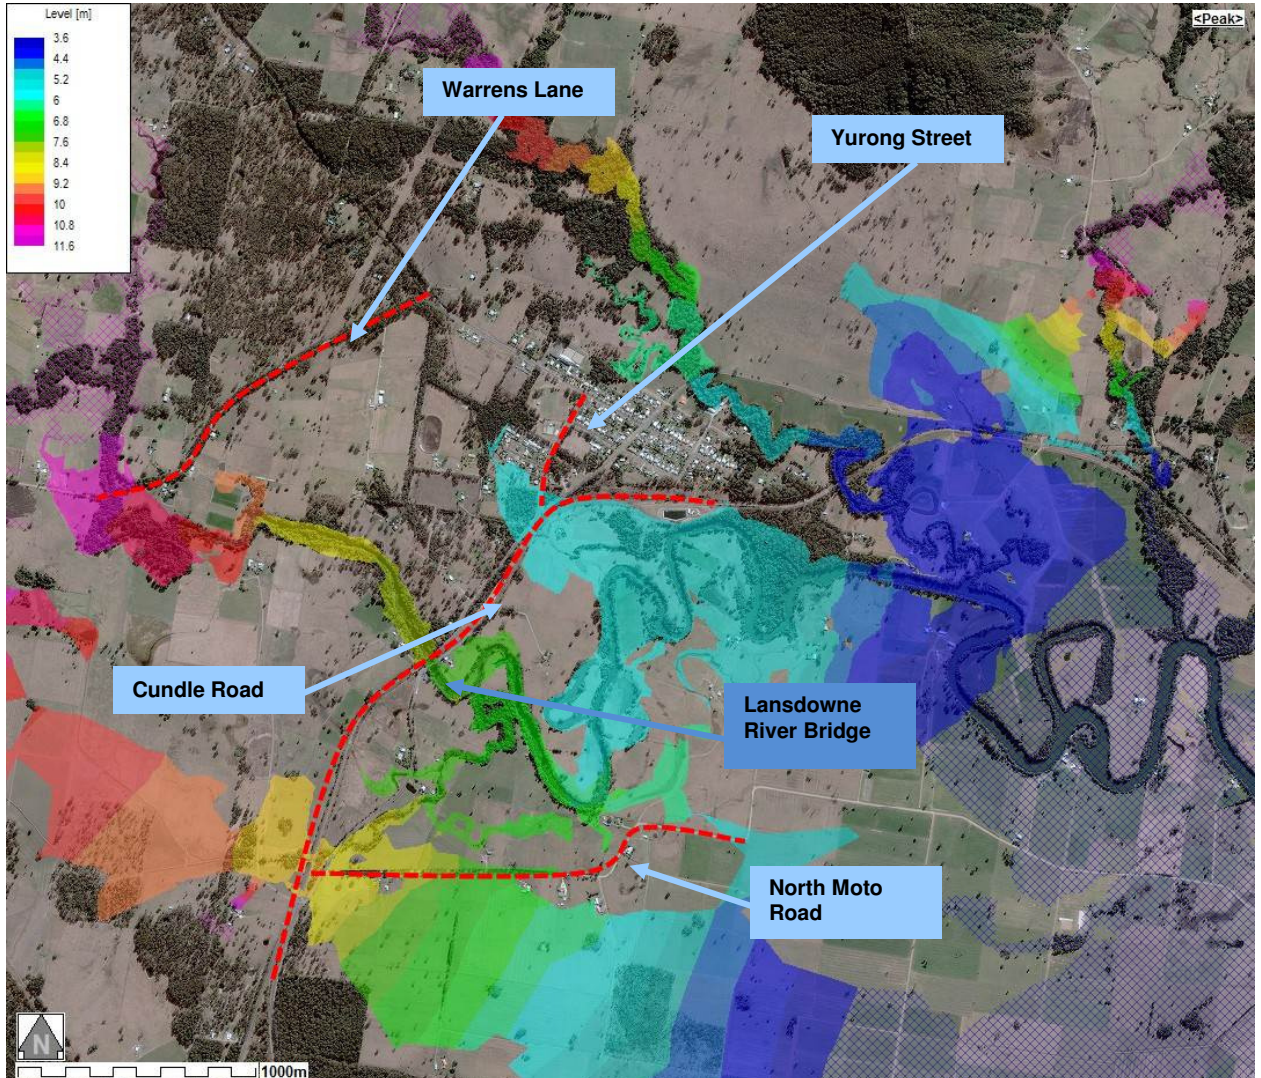 Level [m]
3.6
4.4
5.2
6
6.8
7.6
8.4
9.2
10
10.8
11.6
<Peak>
Warrens Lane
Yurong Street
Cundle Road
Lansdowne
River Bridge
North Moto
Road
N
1000m